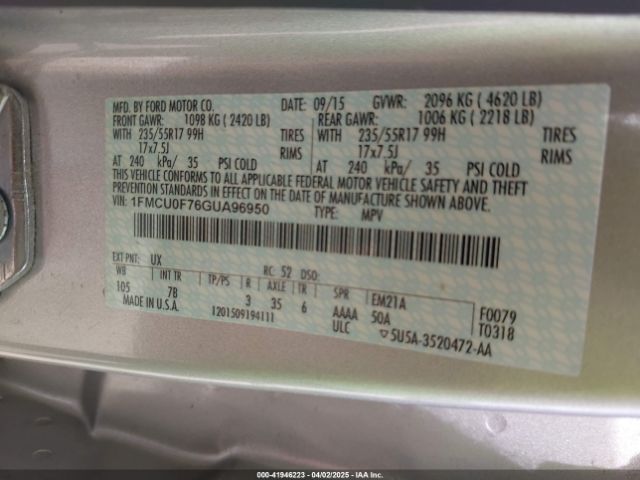 MFD. BY FORD MOTOR CO. DATE: 09/15 GVWR: 2096 KG ( 4620 LB)
FRONT GAWR: 1098 KG ( 2420 LB) REAR GAWR: 1006 KG ( 2218 LB)
WITH 235/55R17 99H TIRES WITH 235/55R17 99H TIRES
17x7.5J RIMS 17x7.5J RIMS
AT 240 kPa/ 35 PSI COLD AT 240 kPa/ 35 PSI COLD
THIS VEHICLE CONFORMS TO ALL APPLICABLE FEDERAL MOTOR VEHICLE SAFETY AND THEFT
PREVENTION STANDARDS IN EFFECT ON THE DATE OF MANUFACTURE SHOWN ABOVE.
VIN: 1FMCU0F76GUA96950 TYPE: MPV
EXT PNT: UX RC: 52 DSO:
WB INT TR TP/PS R AXLE TR SPR EM21A F0079
105 7B 3 35 6 AAAA 50A T0318
MADE IN U.S.A. 1201509194111 ULC 5U5A-3520472-AA
000-41946223 - 04/02/2025 - IAAI.COM